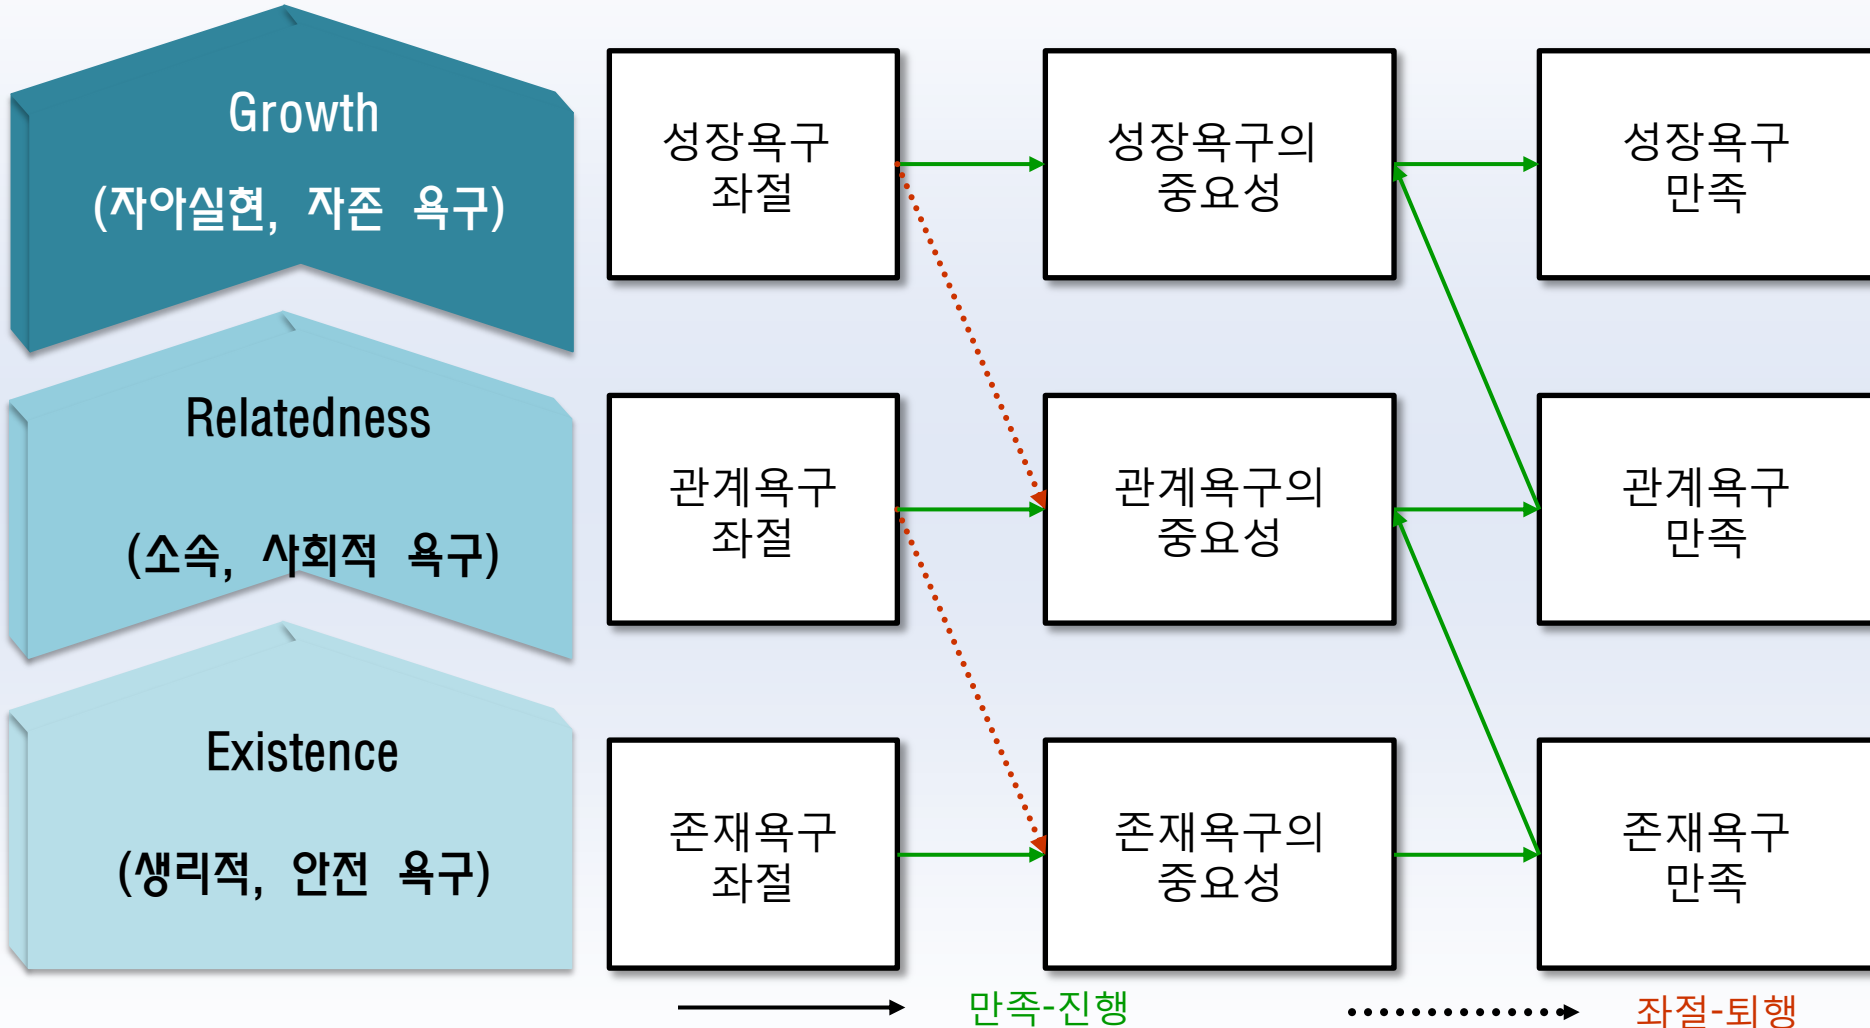 Growth
(자아실현, 자존 욕구)
성장욕구
좌절
성장욕구의
중요성
성장욕구
만족
Relatedness
(소속, 사회적 욕구)
관계욕구
좌절
관계욕구의
중요성
관계욕구
만족
Existence
(생리적, 안전 욕구)
존재욕구
좌절
존재욕구의
중요성
존재욕구
만족
만족-진행
좌절-퇴행